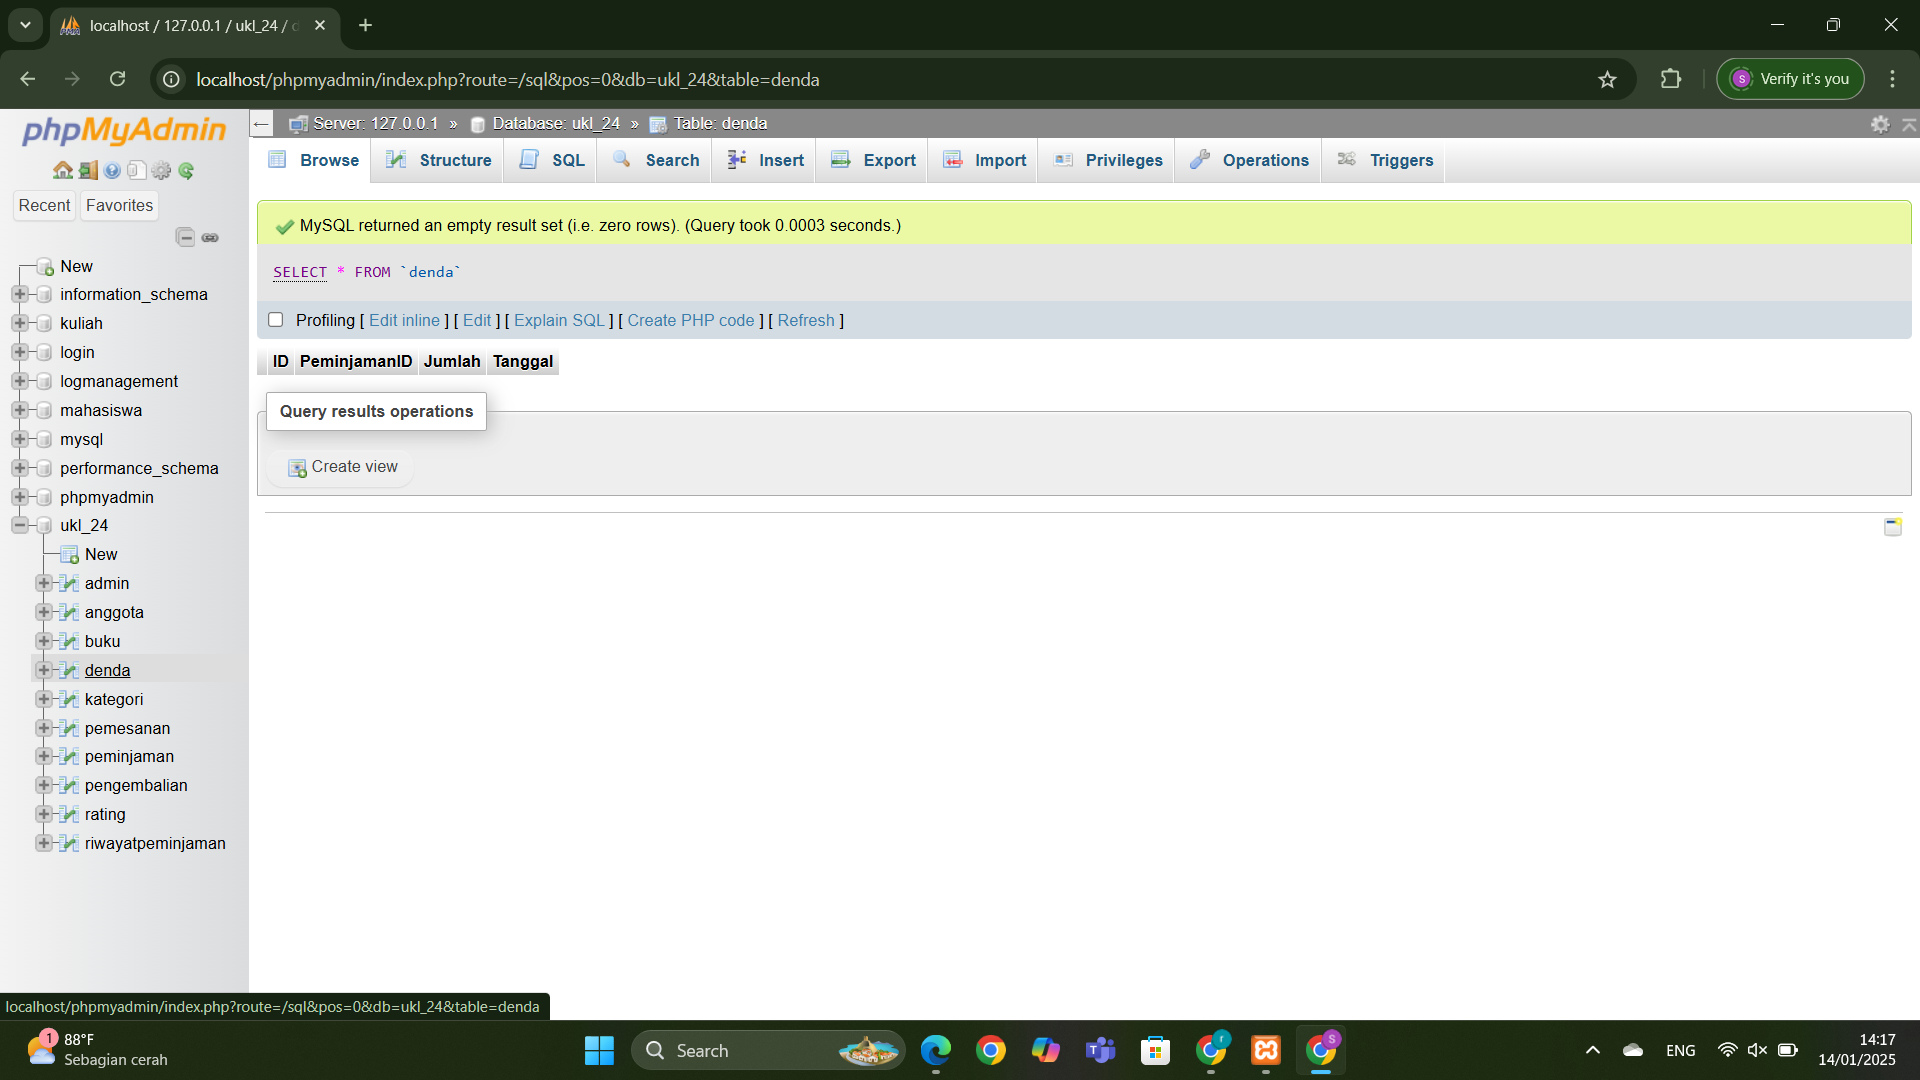 localhost / 127.0.0.1 / ukl_24 / d
localhost/phpmyadmin/index.php?route=/sql&pos=0&db=ukl_24&table=denda
S
Verify it's you
phpMyAdmin
Recent
Favorites
New
information_schema
kuliah
login
logmanagement
mahasiswa
mysql
performance_schema
phpmyadmin
ukl_24
New
admin
anggota
buku
denda
kategori
pemesanan
peminjaman
pengembalian
rating
riwayatpeminjaman
Server: 127.0.0.1 » Database: ukl_24 » Table: denda
Browse
Structure
SQL
Search
Insert
Export
Import
Privileges
Operations
Triggers
MySQL returned an empty result set (i.e. zero rows). (Query took 0.0003 seconds.)
SELECT * FROM `denda`
Profiling [ Edit inline ] [ Edit ] [ Explain SQL ] [ Create PHP code ] [ Refresh ]
ID PeminjamanID Jumlah Tanggal
Query results operations
Create view
localhost/phpmyadmin/index.php?route=/sql&pos=0&db=ukl_24&table=denda
1
88°F
Sebagian cerah
Search
r
S
ENG
14:17
14/01/2025